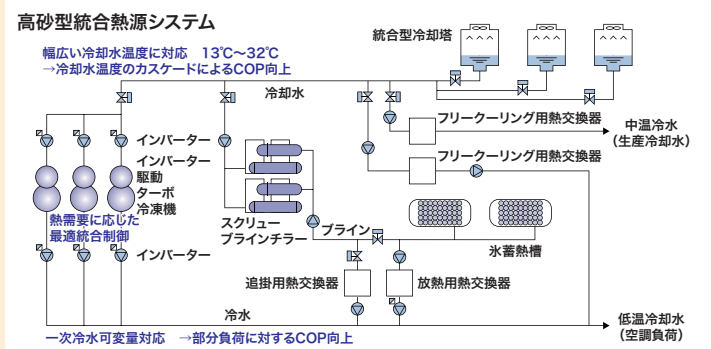 高砂型統合熱源システム
幅広い冷却水温度に対応　13℃～32℃
→冷却水温度のカスケードによるCOP向上
統合型冷却塔
冷却水
フリークーリング用熱交換器
中温冷水
（生産冷却水）
フリークーリング用熱交換器
インバーター
インバーター
駆動
ターボ
冷凍機
熱需要に応じた
最適統合制御
インバーター
スクリュー
ブラインチラー
ブライン
氷蓄熱槽
追掛用熱交換器
放熱用熱交換器
冷水
低温冷却水
（空調負荷）
一次冷水可変量対応　→部分負荷に対するCOP向上